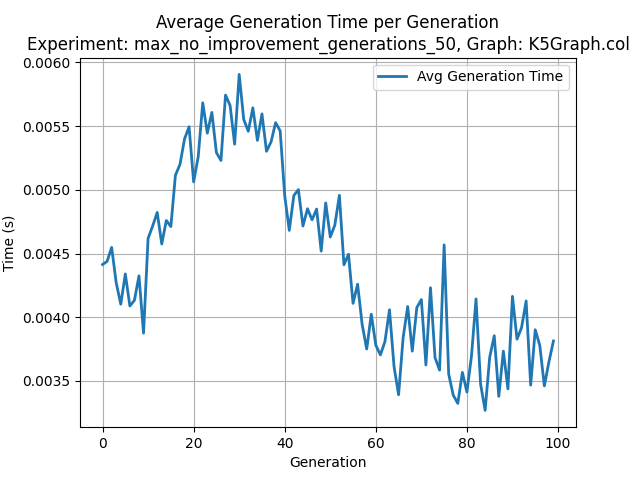 Average Generation Time per Generation
Experiment: max_no_improvement_generations_50, Graph: K5Graph.col
Avg Generation Time
0.0060
0.0055
0.0050
0.0045
0.0040
0.0035
Time (s)
0 20 40 60 80 100
Generation